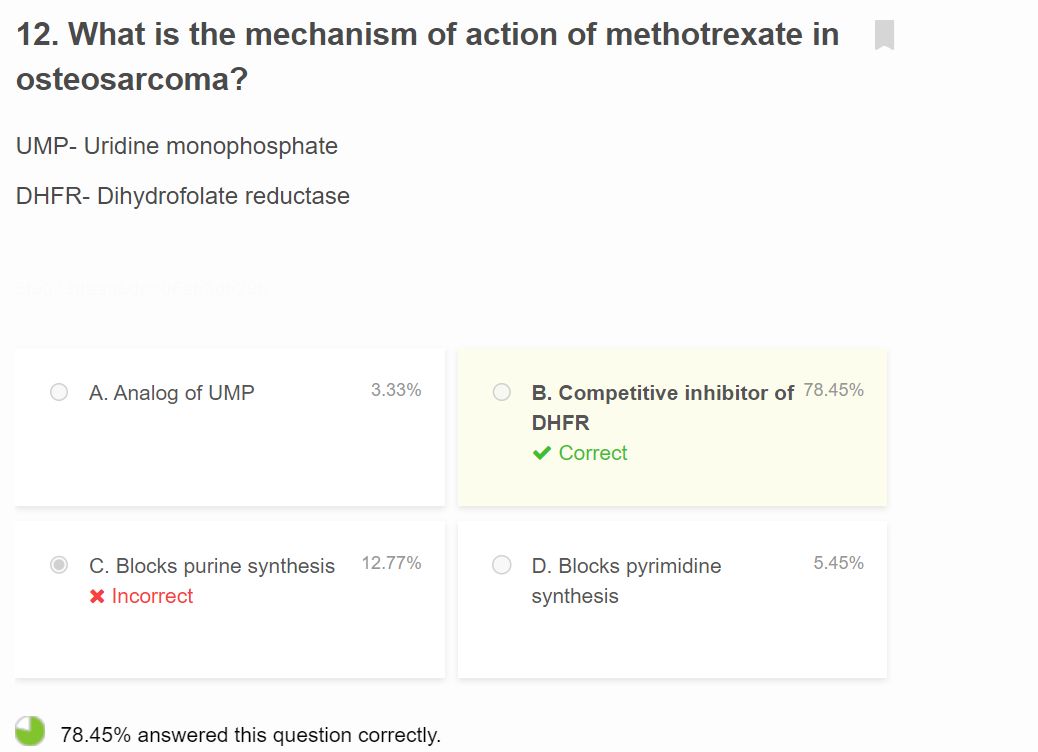 12. What is the mechanism of action of methotrexate in
osteosarcoma?
UMP- Uridine monophosphate
DHFR- Dihydrofolate reductase
A. Analog of UMP 3.33%
B. Competitive inhibitor of 78.45%
DHFR
Correct
C. Blocks purine synthesis 12.77%
Incorrect
D. Blocks pyrimidine 5.45%
synthesis
78.45% answered this question correctly.